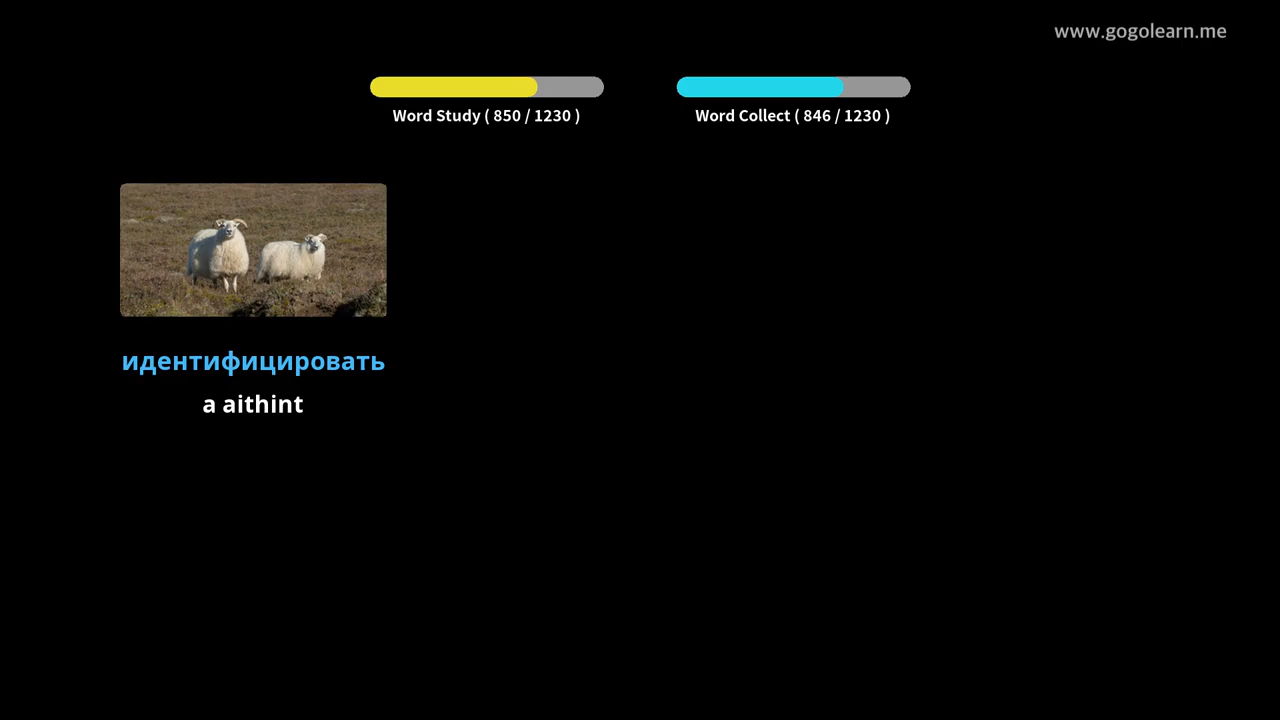 www.gogolearn.me
Word Study ( 850 / 1230 )
Word Collect ( 846 / 1230 )
идентифицировать
a aithint